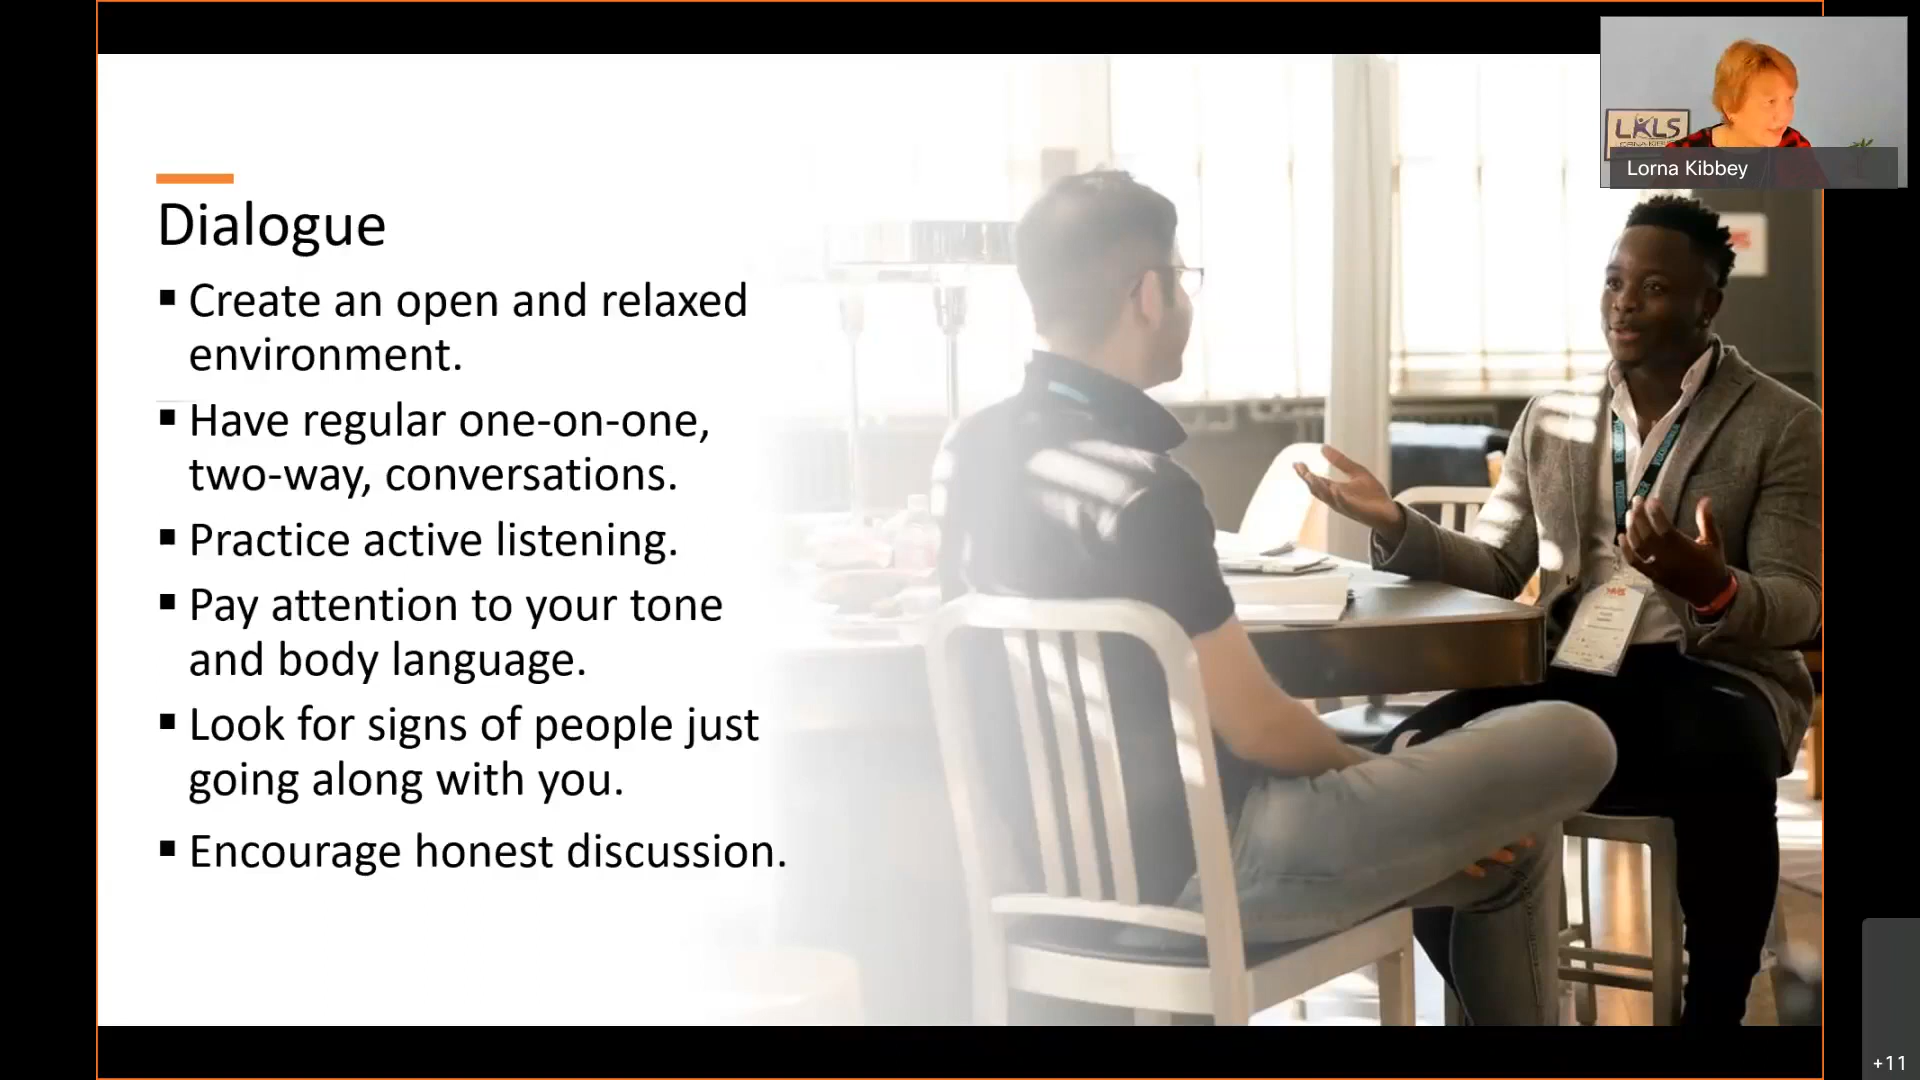 LKLS
Lorna Kibbey
Dialogue
▪ Create an open and relaxed
environment.
▪ Have regular one-on-one,
two-way, conversations.
▪ Practice active listening.
▪ Pay attention to your tone
and body language.
▪ Look for signs of people just
going along with you.
▪ Encourage honest discussion.
+11